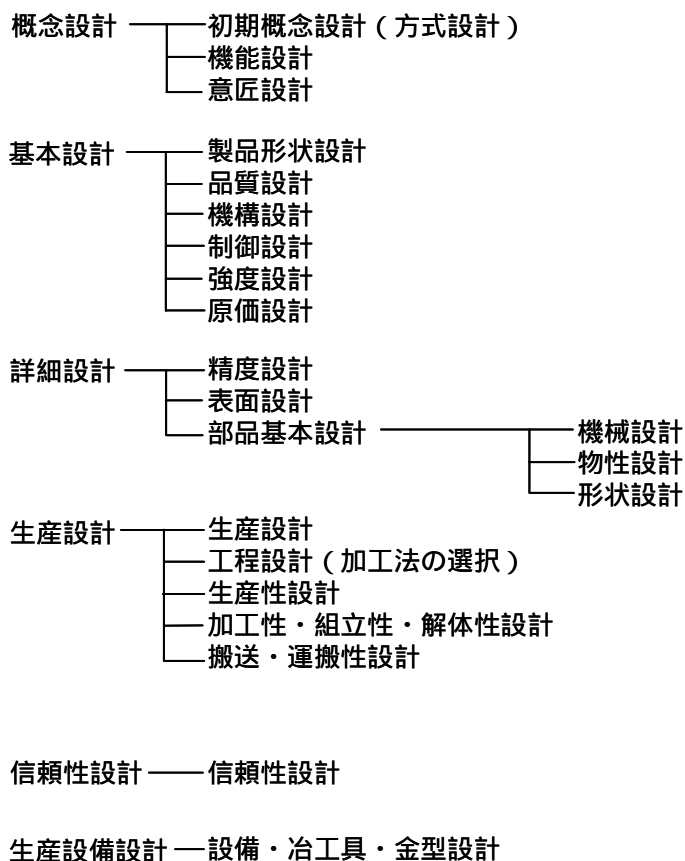 概念設計 初期概念設計（方式設計）
機能設計
意匠設計
基本設計 製品形状設計
品質設計
機構設計
制御設計
強度設計
原価設計
詳細設計 精度設計
表面設計
部品基本設計 機械設計
物性設計
形状設計
生産設計 生産設計
工程設計（加工法の選択）
生産性設計
加工性・組立性・解体性設計
搬送・運搬性設計
信頼性設計 信頼性設計
生産設備設計 設備・冶工具・金型設計